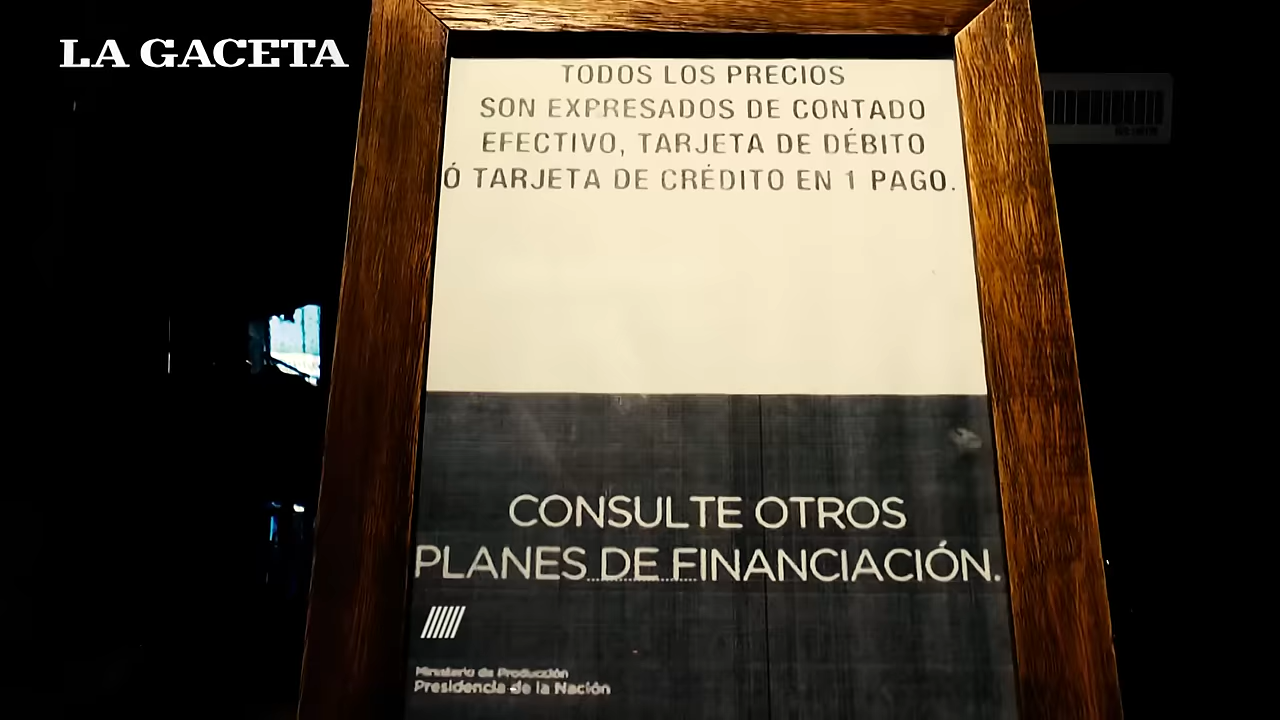 LA GACETA
TODOS LOS PRECIOS
SON EXPRESADOS DE CONTADO
EFECTIVO, TARJETA DE DÉBITO
Ó TARJETA DE CRÉDITO EN 1 PAGO.
CONSULTE OTROS
PLANES DE FINANCIACIÓN.
Ministerio de Producción
Presidencia de la Nación